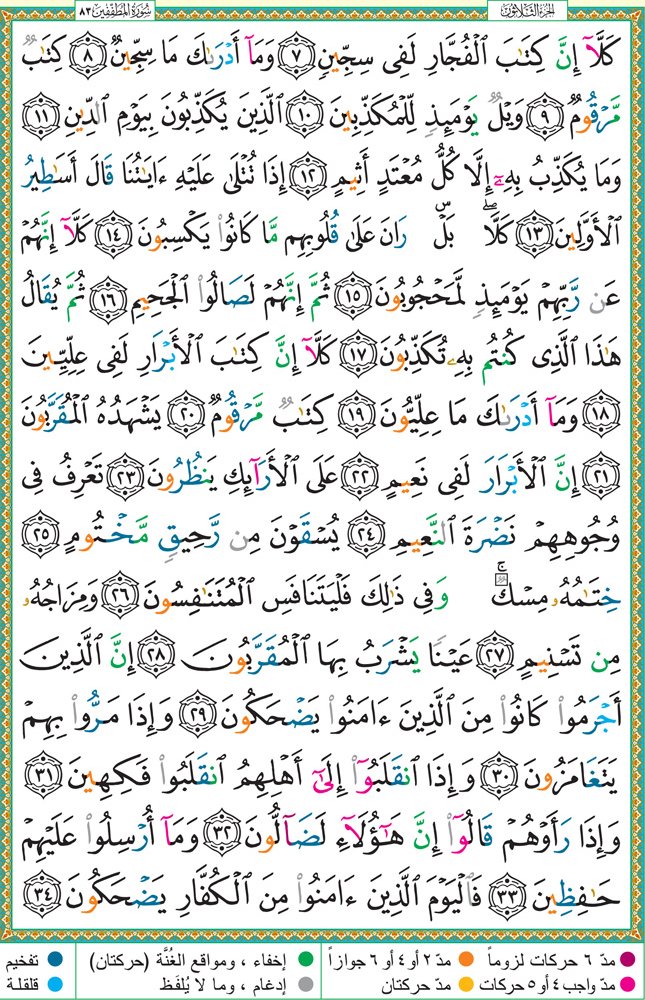 سُورَةُ المُطَفِّفِين ٨٣
الجزء الثلاثون
كَلَّآ إِنَّ كِتَٰبَ ٱلْفُجَّارِ لَفِى سِجِّينٍ ٧ وَمَآ أَدْرَىٰكَ مَا سِجِّينٌ ٨ كِتَٰبٌ
مَّرْقُومٌ ٩ وَيْلٌ يَوْمَئِذٍ لِّلْمُكَذِّبِينَ ١٠ ٱلَّذِينَ يُكَذِّبُونَ بِيَوْمِ ٱلدِّينِ ١١
وَمَا يُكَذِّبُ بِهِۦٓ إِلَّا كُلُّ مُعْتَدٍ أَثِيمٍ ١٢ إِذَا تُتْلَىٰ عَلَيْهِ ءَايَٰتُنَا قَالَ أَسَٰطِيرُ
ٱلْأَوَّلِينَ ١٣ كَلَّا ۖ بَلْ ۜ رَانَ عَلَىٰ قُلُوبِهِم مَّا كَانُوا۟ يَكْسِبُونَ ١٤ كَلَّآ إِنَّهُمْ
عَن رَّبِّهِمْ يَوْمَئِذٍ لَّمَحْجُوبُونَ ١٥ ثُمَّ إِنَّهُمْ لَصَالُوا۟ ٱلْجَحِيمِ ١٦ ثُمَّ يُقَالُ
هَٰذَا ٱلَّذِى كُنتُم بِهِۦ تُكَذِّبُونَ ١٧ كَلَّآ إِنَّ كِتَٰبَ ٱلْأَبْرَارِ لَفِى عِلِّيِّينَ
١٨ وَمَآ أَدْرَىٰكَ مَا عِلِّيُّونَ ١٩ كِتَٰبٌ مَّرْقُومٌ ٢٠ يَشْهَدُهُ ٱلْمُقَرَّبُونَ
٢١ إِنَّ ٱلْأَبْرَارَ لَفِى نَعِيمٍ ٢٢ عَلَى ٱلْأَرَآئِكِ يَنظُرُونَ ٢٣ تَعْرِفُ فِى
وُجُوهِهِمْ نَضْرَةَ ٱلنَّعِيمِ ٢٤ يُسْقَوْنَ مِن رَّحِيقٍ مَّخْتُومٍ ٢٥
خِتَٰمُهُۥ مِسْكٌ ۚ وَفِى ذَٰلِكَ فَلْيَتَنَافَسِ ٱلْمُتَنَٰفِسُونَ ٢٦ وَمِزَاجُهُۥ
مِن تَسْنِيمٍ ٢٧ عَيْنًا يَشْرَبُ بِهَا ٱلْمُقَرَّبُونَ ٢٨ إِنَّ ٱلَّذِينَ
أَجْرَمُوا۟ كَانُوا۟ مِنَ ٱلَّذِينَ ءَامَنُوا۟ يَضْحَكُونَ ٢٩ وَإِذَا مَرُّوا۟ بِهِمْ
يَتَغَامَزُونَ ٣٠ وَإِذَا ٱنقَلَبُوٓا۟ إِلَىٰٓ أَهْلِهِمُ ٱنقَلَبُوا۟ فَكِهِينَ ٣١
وَإِذَا رَأَوْهُمْ قَالُوٓا۟ إِنَّ هَٰٓؤُلَآءِ لَضَآلُّونَ ٣٢ وَمَآ أُرْسِلُوا۟ عَلَيْهِمْ
حَٰفِظِينَ ٣٣ فَٱلْيَوْمَ ٱلَّذِينَ ءَامَنُوا۟ مِنَ ٱلْكُفَّارِ يَضْحَكُونَ ٣٤
مدّ ٦ حركات لزوماً مدّ ٢ أو ٤ أو ٦ جوازاً إخفاء ، ومواقع الغُنَّة (حركتان) تفخيم
مدّ واجب ٤ أو ٥ حركات مدّ حركتان إدغام ، وما لا يُلفَظ قلقلة